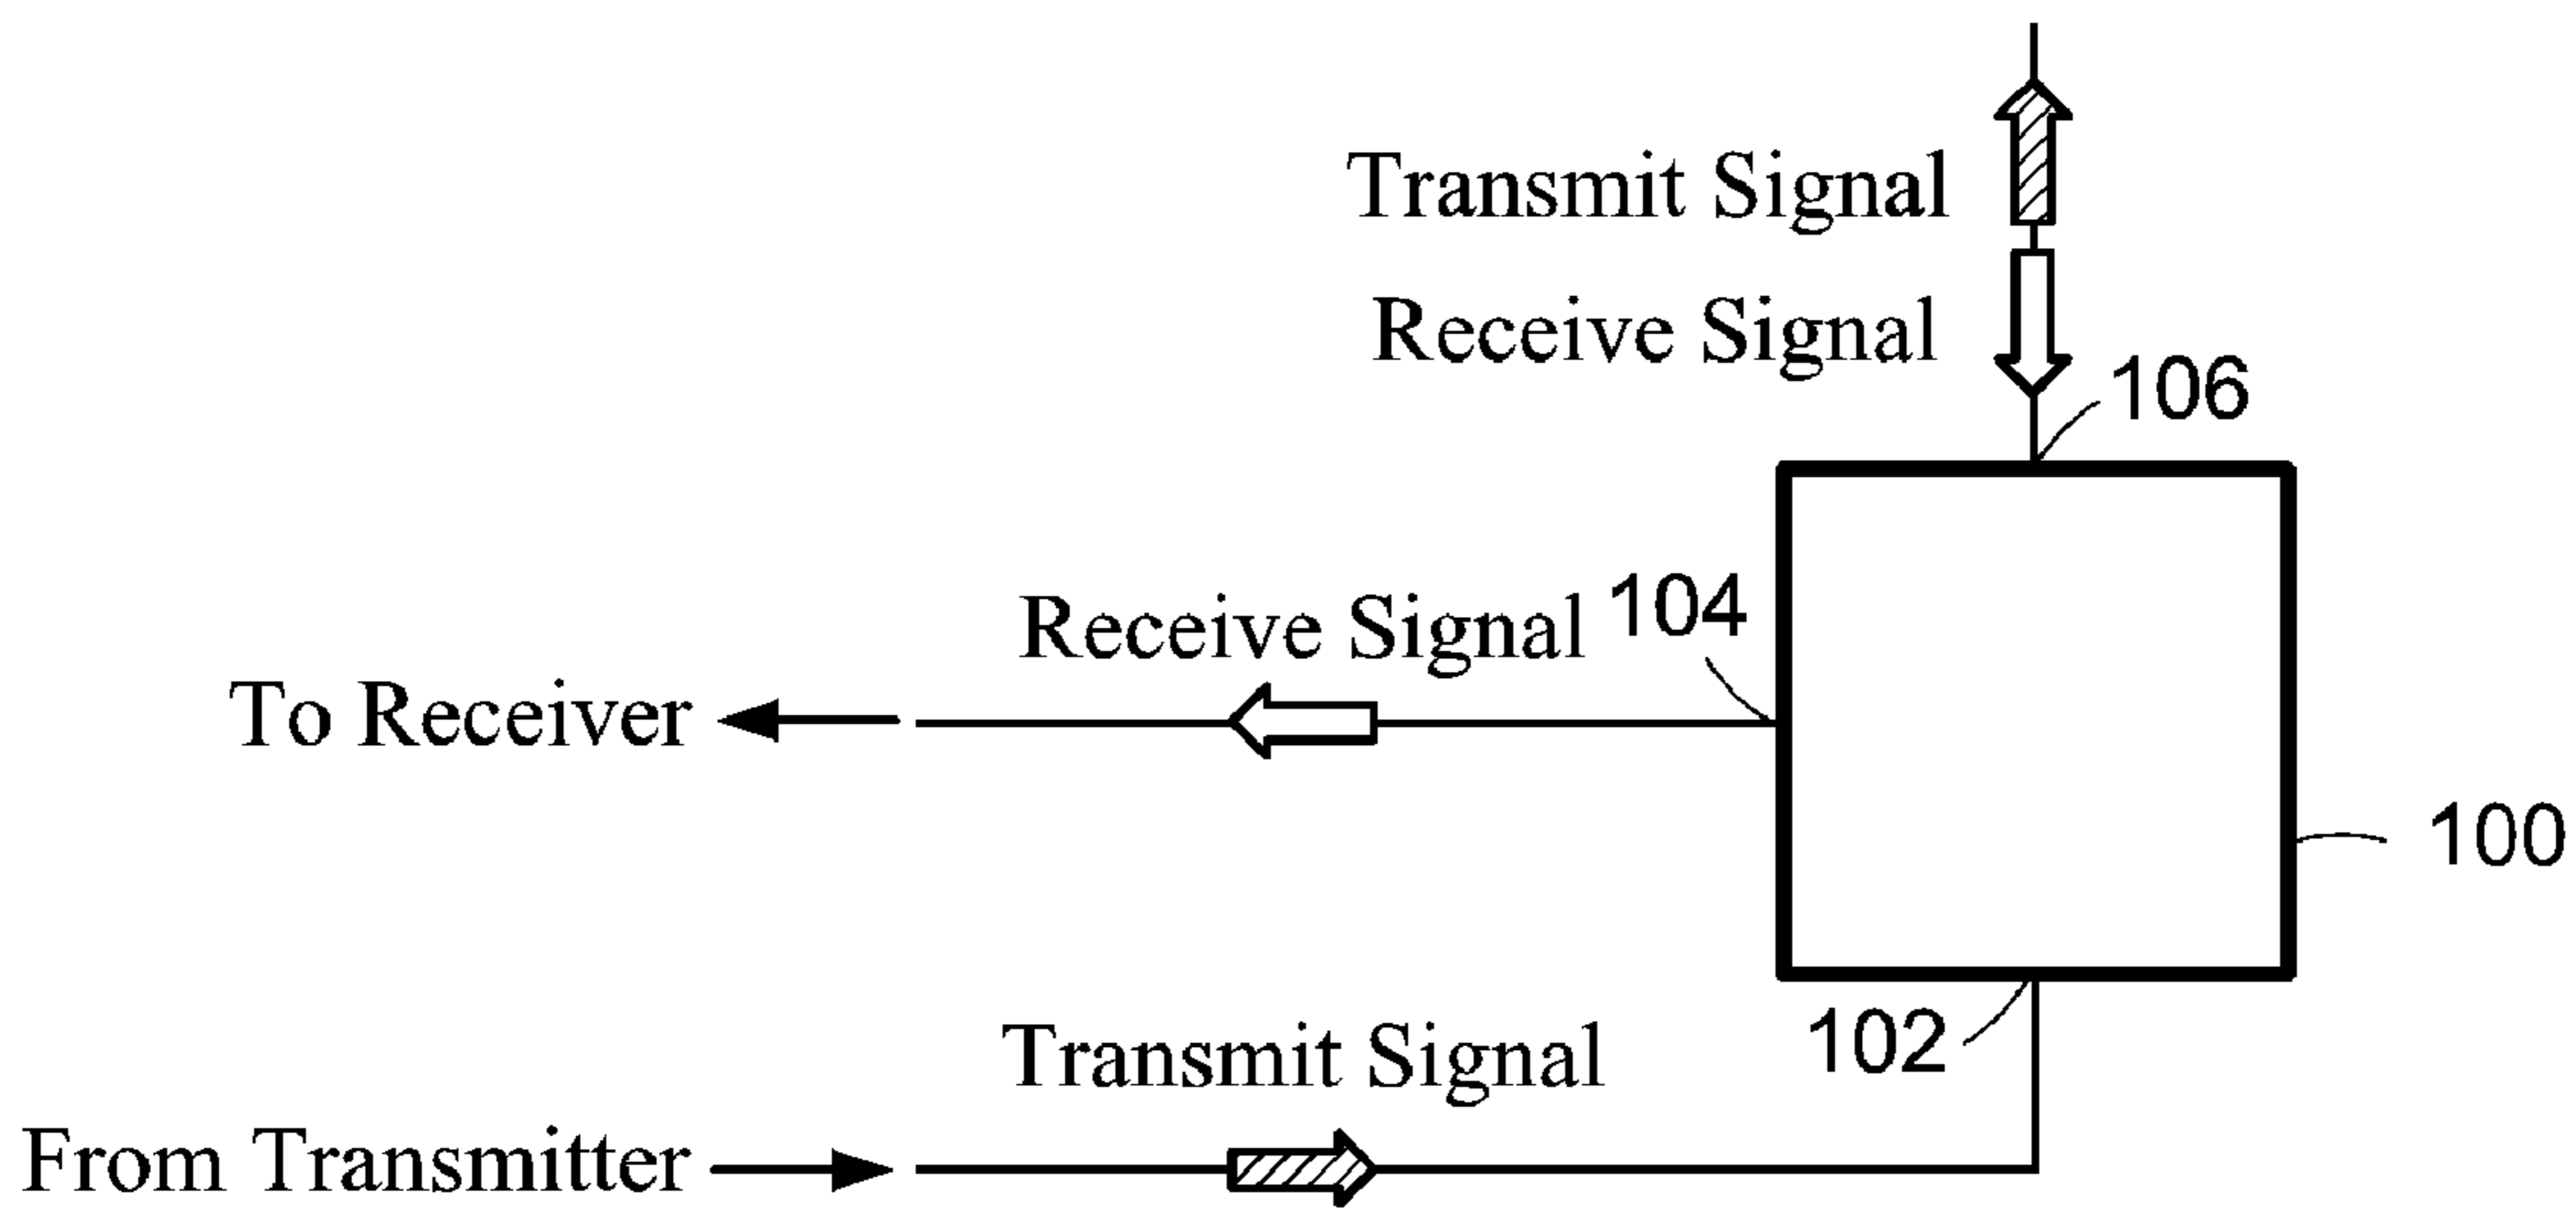 Transmit Signal
Receive Signal
106
Receive Signal
104
To Receiver
100
102
Transmit Signal
From Transmitter